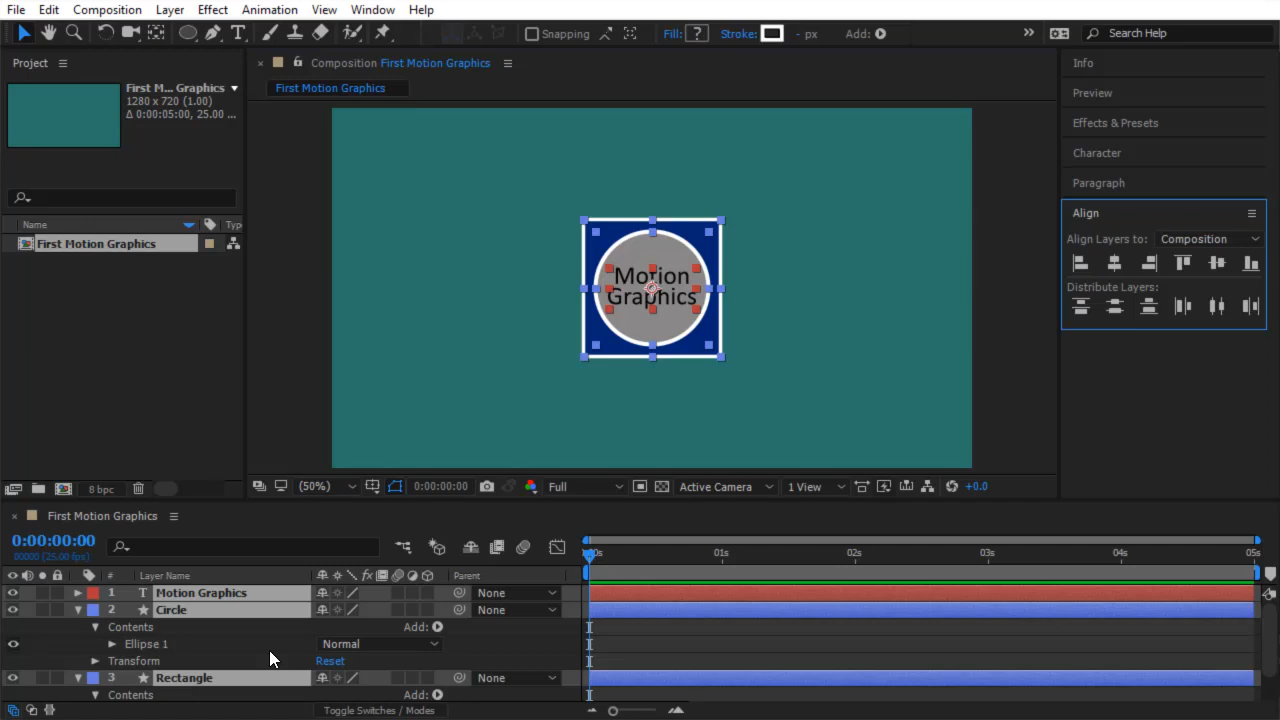 File Edit Composition Layer Effect Animation View Window Help
Snapping
Fill: ?
Stroke:
- px
Add:
Search Help
Project
First M... Graphics
1280 x 720 (1.00)
Δ 0:00:05:00, 25.00 ...
Name
Typ
First Motion Graphics
8 bpc
Composition First Motion Graphics
First Motion Graphics
Motion
Graphics
(50%)
0:00:00:00
Full
Active Camera
1 View
+0.0
Info
Preview
Effects & Presets
Character
Paragraph
Align
Align Layers to: Composition
Distribute Layers:
First Motion Graphics
0:00:00:00
00000 (25.00 fps)
# Layer Name
Parent
01s 02s 03s 04s 05s
1 T Motion Graphics None
2 Circle None
Contents Add:
Ellipse 1 Normal
Transform Reset
3 Rectangle None
Contents Add:
Toggle Switches / Modes